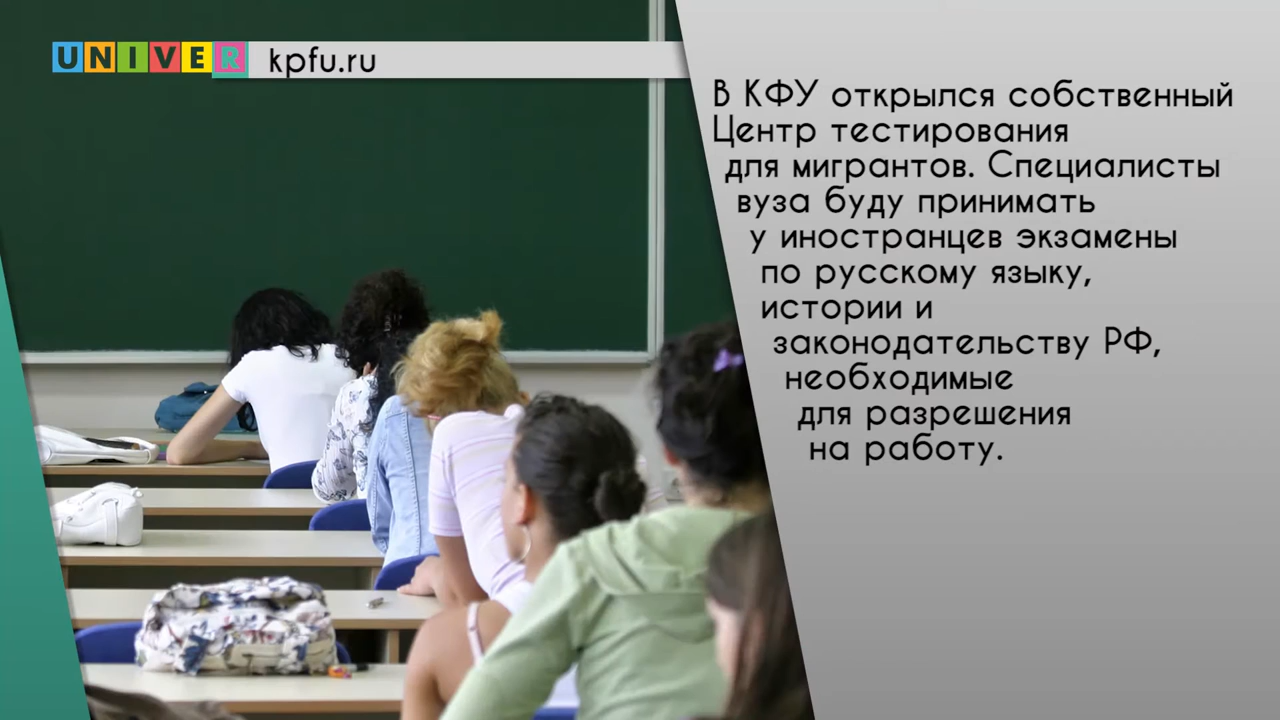 UNIVER kpfu.ru
В КФУ открылся собственный
Центр тестирования
для мигрантов. Специалисты
вуза буду принимать
у иностранцев экзамены
по русскому языку,
истории и
законодательству РФ,
необходимые
для разрешения
на работу.